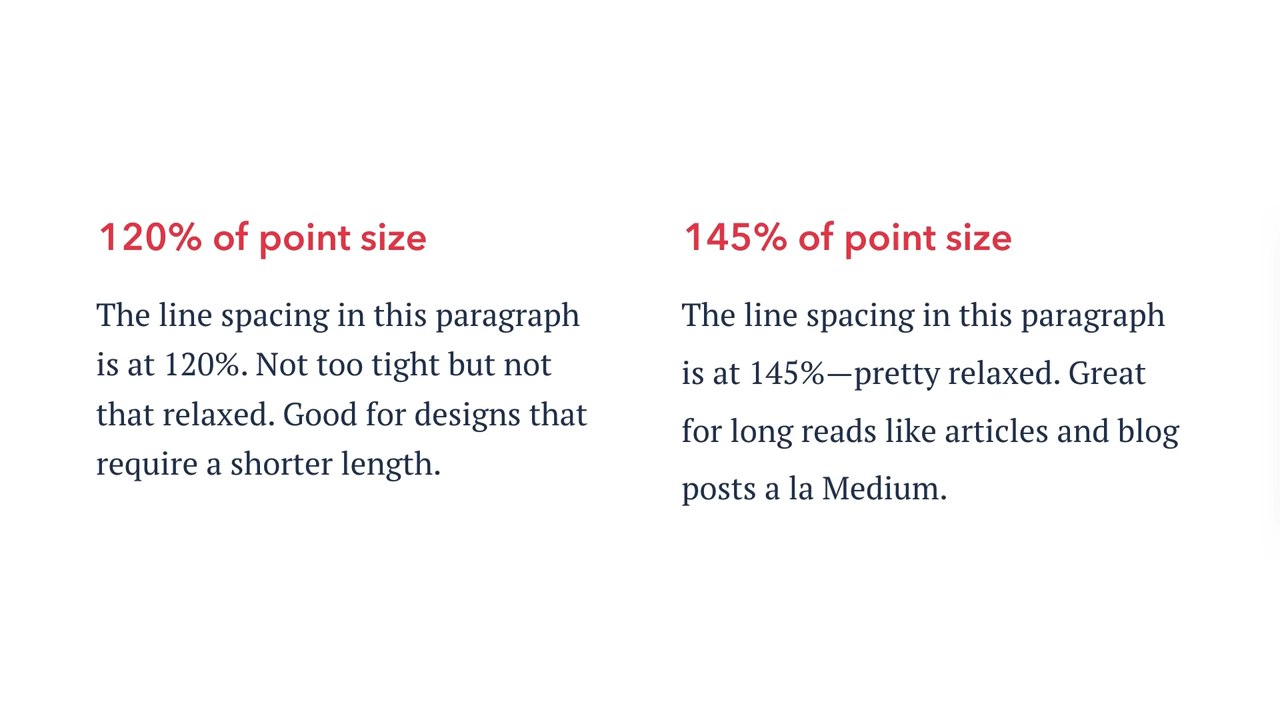 120% of point size
The line spacing in this paragraph
is at 120%. Not too tight but not
that relaxed. Good for designs that
require a shorter length.
145% of point size
The line spacing in this paragraph
is at 145%—pretty relaxed. Great
for long reads like articles and blog
posts a la Medium.